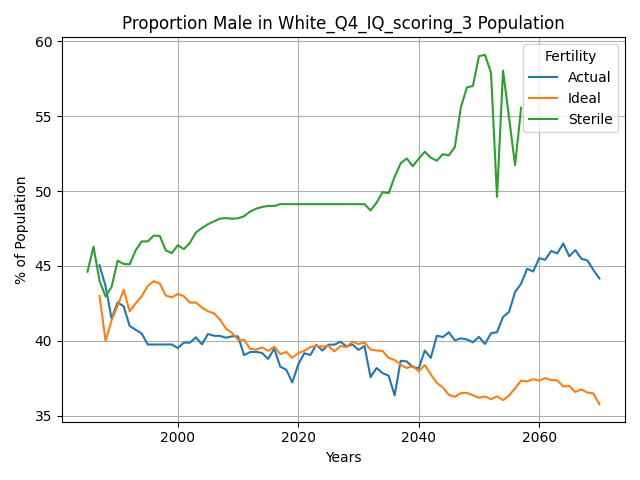 Proportion Male in White_Q4_IQ_scoring_3 Population
60
55
50
45
40
35
% of Population
Fertility
Actual
Ideal
Sterile
2000
2020
2040
2060
Years